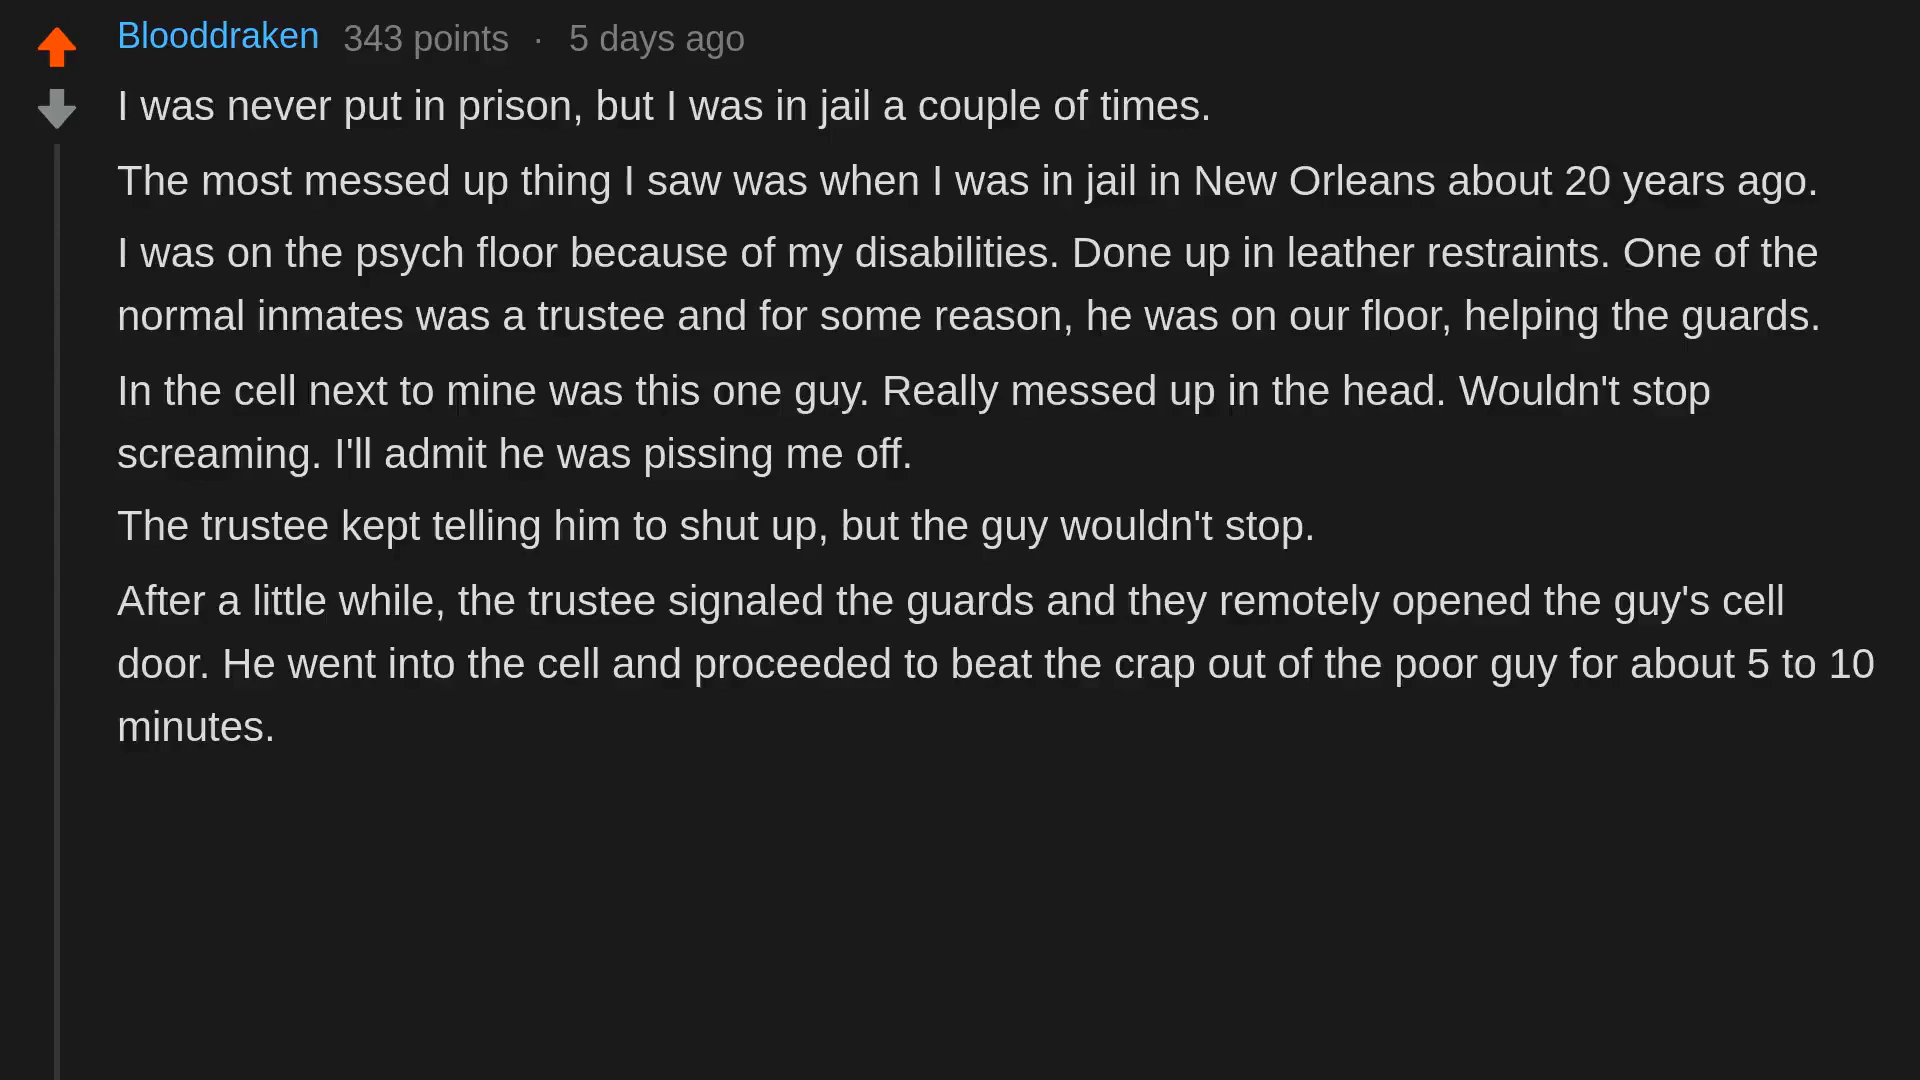 Blooddraken 343 points · 5 days ago
I was never put in prison, but I was in jail a couple of times.
The most messed up thing I saw was when I was in jail in New Orleans about 20 years ago.
I was on the psych floor because of my disabilities. Done up in leather restraints. One of the
normal inmates was a trustee and for some reason, he was on our floor, helping the guards.
In the cell next to mine was this one guy. Really messed up in the head. Wouldn't stop
screaming. I'll admit he was pissing me off.
The trustee kept telling him to shut up, but the guy wouldn't stop.
After a little while, the trustee signaled the guards and they remotely opened the guy's cell
door. He went into the cell and proceeded to beat the crap out of the poor guy for about 5 to 10
minutes.